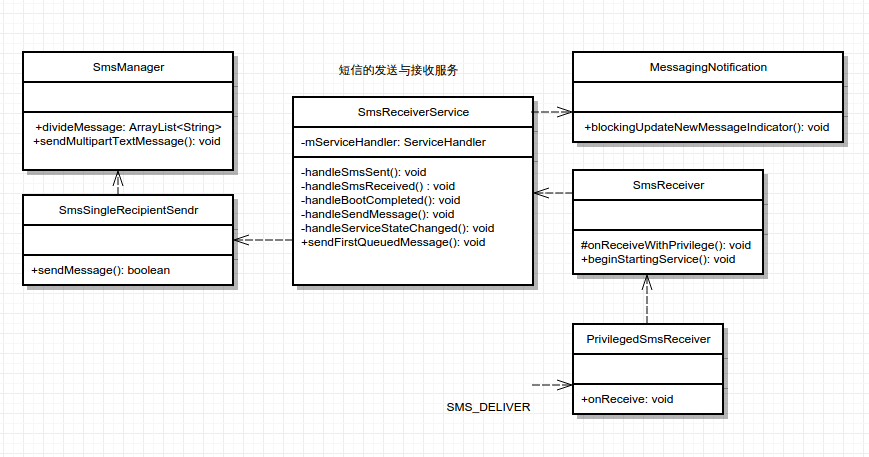 SmsManager
+divideMessage: ArrayList<String>
+sendMultipartTextMessage(): void
SmsSingleRecipientSendr
+sendMessage(): boolean
短信的发送与接收服务
SmsReceiverService
-mServiceHandler: ServiceHandler
-handleSmsSent(): void
-handleSmsReceived() : void
-handleBootCompleted(): void
-handleSendMessage(): void
-handleServiceStateChanged(): void
+sendFirstQueuedMessage(): void
MessagingNotification
+blockingUpdateNewMessageIndicator(): void
SmsReceiver
#onReceiveWithPrivilege(): void
+beginStartingService(): void
PrivilegedSmsReceiver
+onReceive: void
SMS_DELIVER